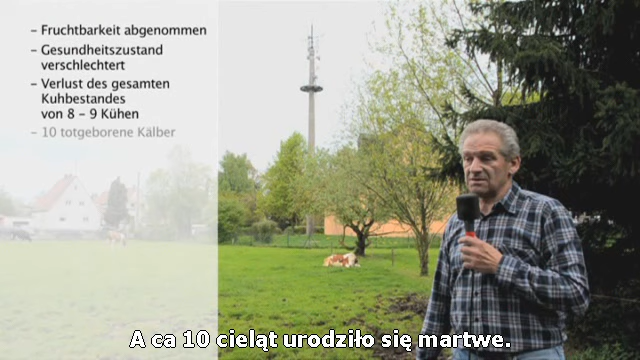 - Fruchtbarkeit abgenommen
- Gesundheitszustand
verschlechtert
- Verlust des gesamten
Kuhbestandes
von 8 - 9 Kühen
- 10 totgeborene Kälber
A ca 10 cieląt urodziło się martwe.